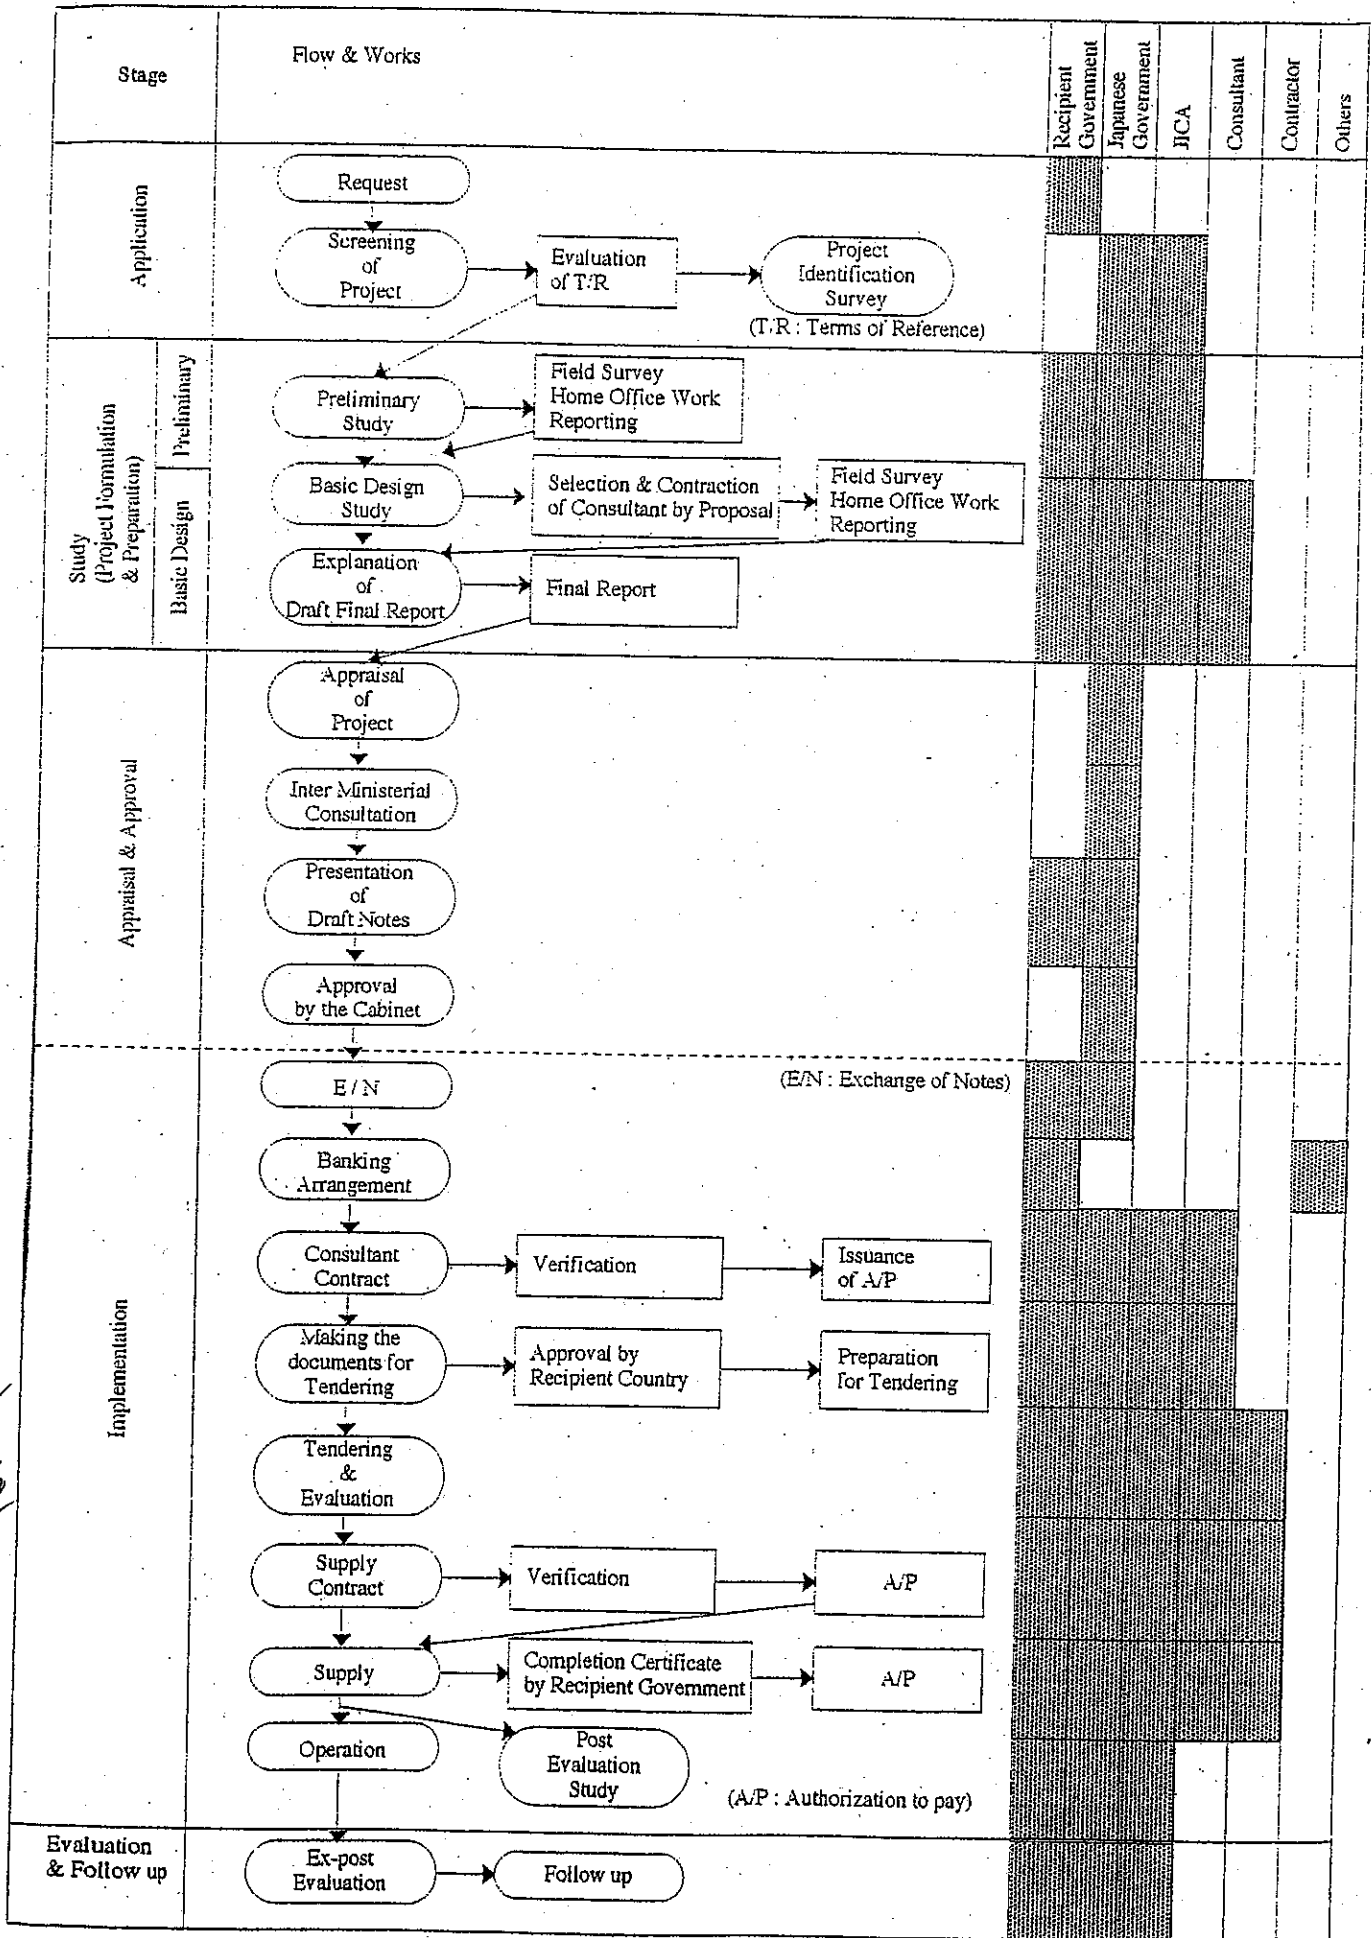 Stage
Flow & Works
Recipient
Government
Japanese
Government
JICA
Consultant
Contractor
Others
Application
Request
Screening
of
Project
Evaluation
of T/R
Project
Identification
Survey
(T/R : Terms of Reference)
Study
(Project Formulation
& Preparation)
Preliminary
Preliminary
Study
Field Survey
Home Office Work
Reporting
Basic Design
Basic Design
Study
Selection & Contraction
of Consultant by Proposal
Field Survey
Home Office Work
Reporting
Explanation
of
Draft Final Report
Final Report
Appraisal & Approval
Appraisal
of
Project
Inter Ministerial
Consultation
Presentation
of
Draft Notes
Approval
by the Cabinet
Implementation
E / N
(E/N : Exchange of Notes)
Banking
Arrangement
Consultant
Contract
Verification
Issuance
of A/P
Making the
documents for
Tendering
Approval by
Recipient Country
Preparation
for Tendering
Tendering
&
Evaluation
Supply
Contract
Verification
A/P
Supply
Completion Certificate
by Recipient Government
A/P
Operation
Post
Evaluation
Study
(A/P : Authorization to pay)
Evaluation
& Follow up
Ex-post
Evaluation
Follow up